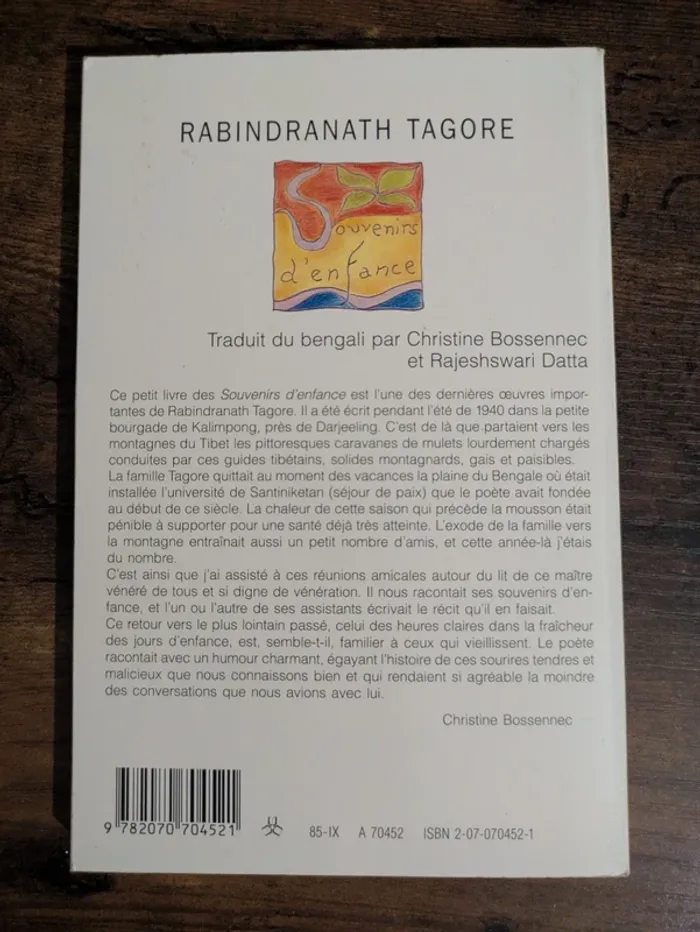 RABINDRANATH TAGORE
Souvenirs
d'enfance
Traduit du bengali par Christine Bossennec
et Rajeshswari Datta
Ce petit livre des Souvenirs d'enfance est l'une des dernières œuvres impor-
tantes de Rabindranath Tagore. Il a été écrit pendant l'été de 1940 dans la petite
bourgade de Kalimpong, près de Darjeeling. C'est de là que partaient vers les
montagnes du Tibet les pittoresques caravanes de mulets lourdement chargés
conduites par ces guides tibétains, solides montagnards, gais et paisibles.
La famille Tagore quittait au moment des vacances la plaine du Bengale où était
installée l'université de Santiniketan (séjour de paix) que le poète avait fondée
au début de ce siècle. La chaleur de cette saison qui précède la mousson était
pénible à supporter pour une santé déjà très atteinte. L'exode de la famille vers
la montagne entraînait aussi un petit nombre d'amis, et cette année-là j'étais
du nombre.
C'est ainsi que j'ai assisté à ces réunions amicales autour du lit de ce maître
vénéré de tous et si digne de vénération. Il nous racontait ses souvenirs d'en-
fance, et l'un ou l'autre de ses assistants écrivait le récit qu'il en faisait.
Ce retour vers le plus lointain passé, celui des heures claires dans la fraîcheur
des jours d'enfance, est, semble-t-il, familier à ceux qui vieillissent. Le poète
racontait avec un humour charmant, égayant l'histoire de ces sourires tendres et
malicieux que nous connaissons bien et qui rendaient si agréable la moindre
des conversations que nous avions avec lui.
Christine Bossennec
9 782070 704521
85-IX A 70452 ISBN 2-07-070452-1